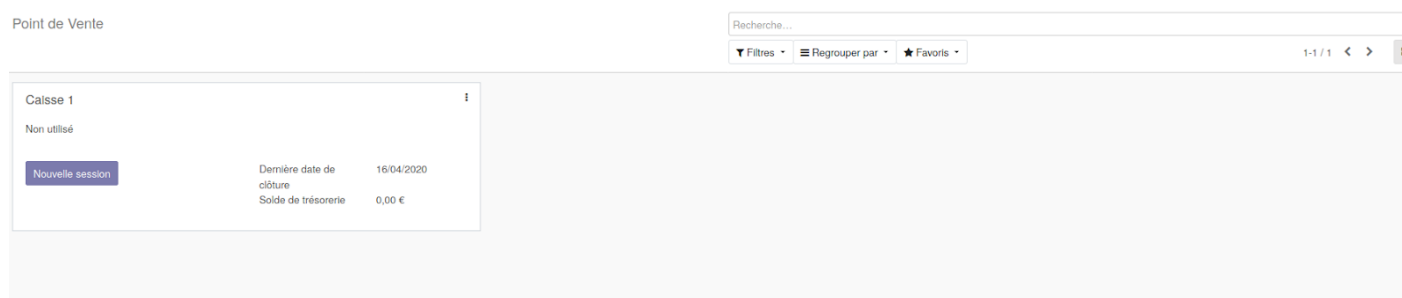 Point de Vente
Recherche...
Filtres
Regrouper par
Favoris
1-1 / 1
Caisse 1
Non utilisé
Nouvelle session
Dernière date de clôture
16/04/2020
Solde de trésorerie
0,00 €